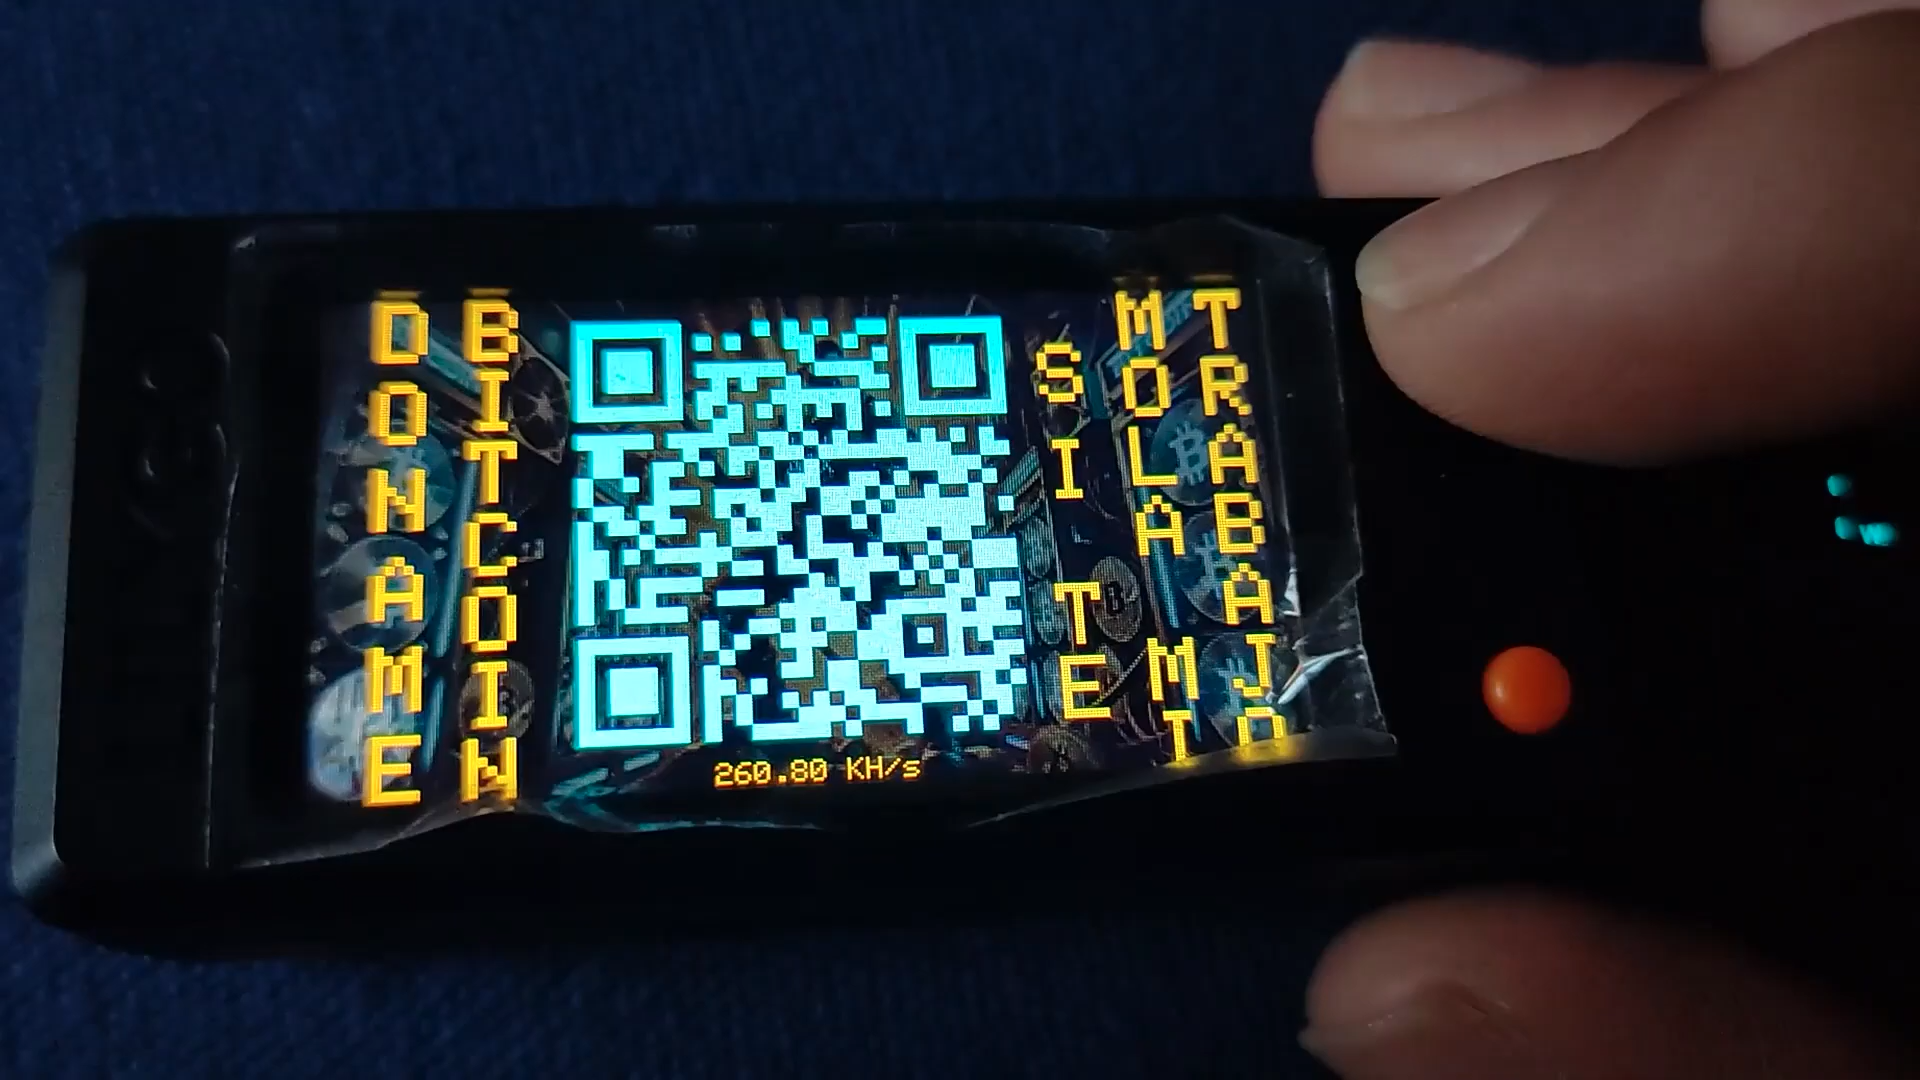 DONAME
BITCOIN
SI TE
MOLA MI
TRABAJO
260.80 KH/s